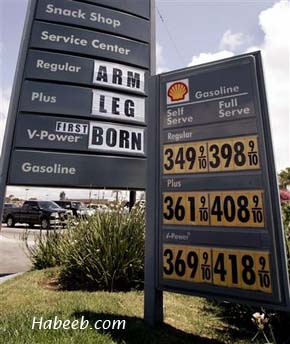 Snack Shop
Service Center
Regular ARM
Plus LEG
V-Power FIRST BORN
Gasoline
Gasoline
Self Serve Full Serve
Regular
349 9/10 398 9/10
Plus
361 9/10 408 9/10
V-Power
369 9/10 418 9/10
Habeeb.com